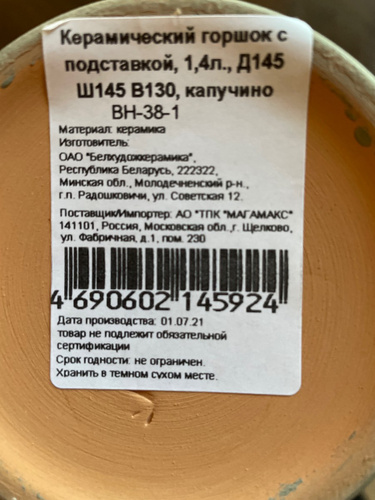 Керамический горшок с
подставкой, 1,4л., Д145
Ш145 В130, капучино
ВН-38-1
Материал: керамика
Изготовитель:
ОАО "Белхудожкерамика",
Республика Беларусь, 222322,
Минская обл., Молодечненский р-н.,
г.п. Радошковичи, ул. Советская 12.
Поставщик/Импортер: АО "ТПК "МАГАМАКС"
141101, Россия, Московская обл.,г. Щелково,
ул. Фабричная, д.1, пом. 230
4 690602 145924
Дата производства: 01.07.21
товар не подлежит обязательной
сертификации
Срок годности: не ограничен.
Хранить в темном сухом месте.